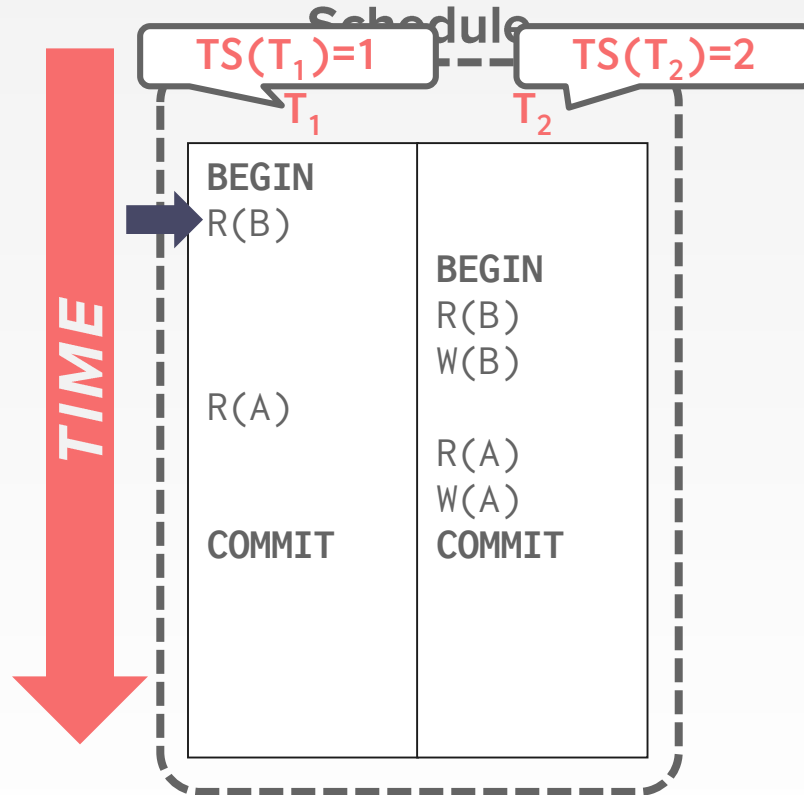 Schedule
TS(T₁)=1
TS(T₂)=2
T₁
T₂
TIME
BEGIN
R(B)
BEGIN
R(B)
W(B)
R(A)
R(A)
W(A)
COMMIT
COMMIT